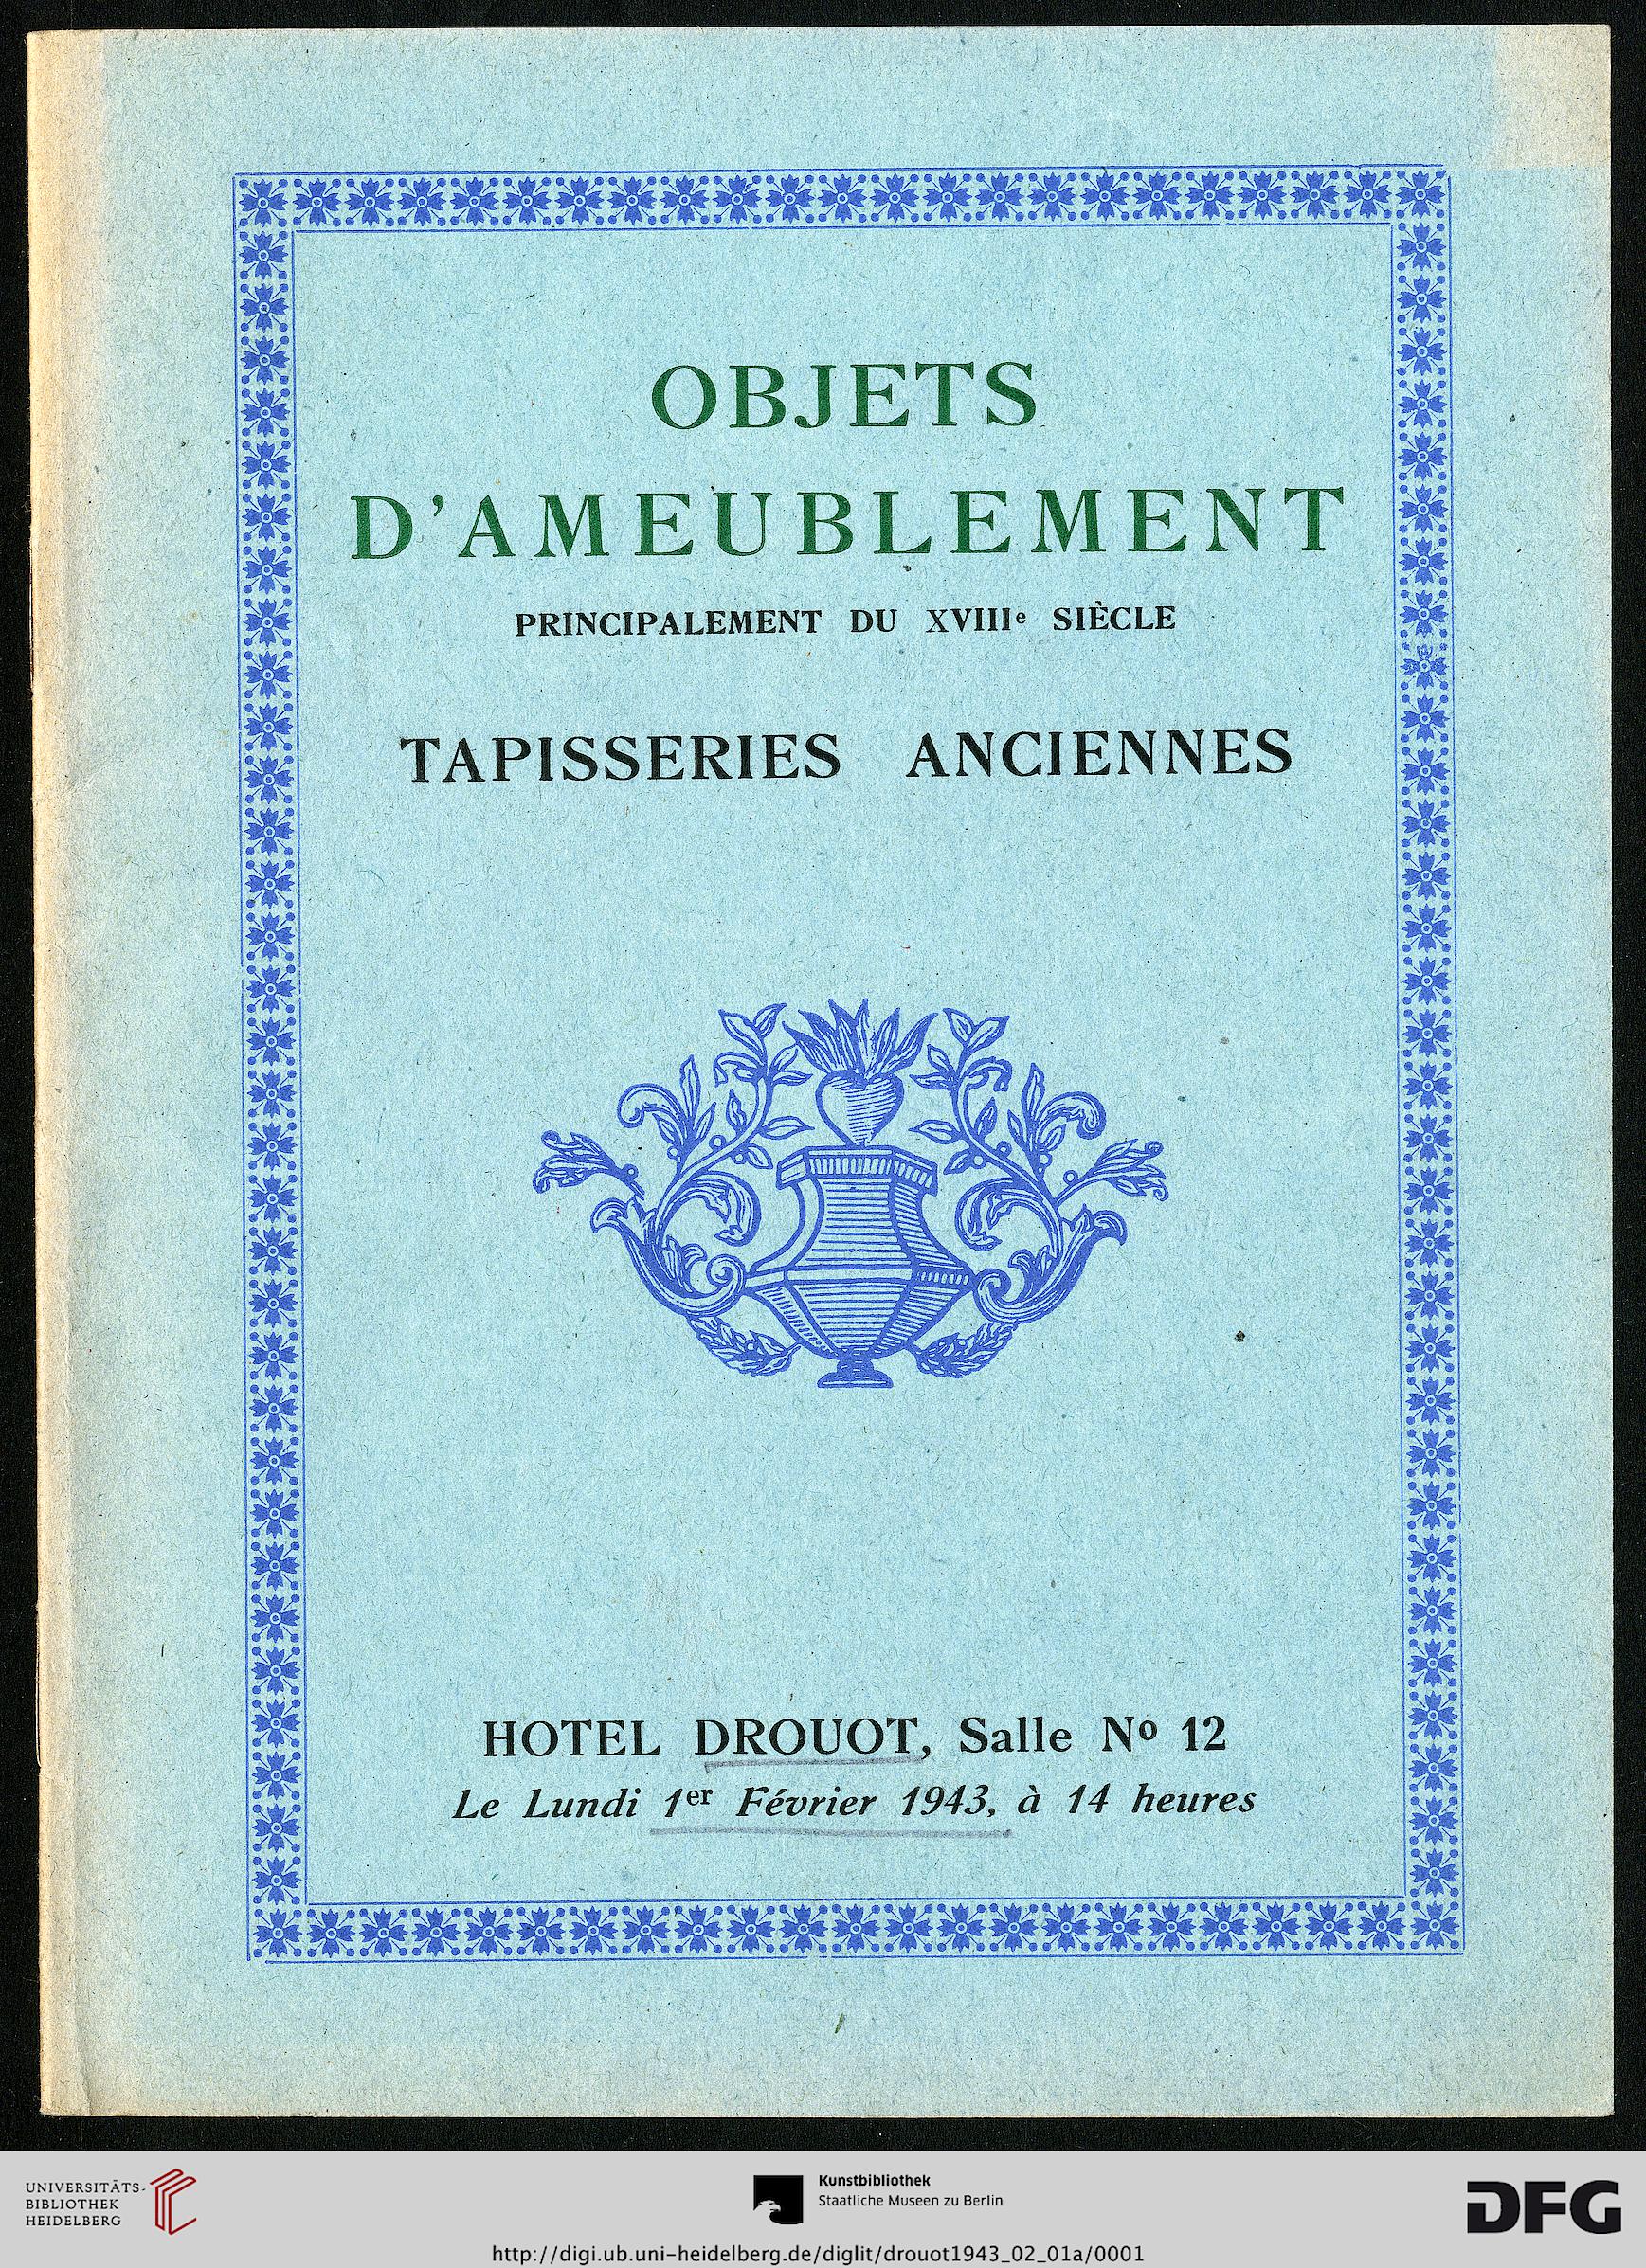 OBJETS
D'AMEUBLEMENT
PRINCIPALEMENT DU XVIIIe SIÈCLE
TAPISSERIES ANCIENNES
HOTEL DROUOT, Salle No 12
Le Lundi 1er Février 1943, à 14 heures
UNIVERSITÄTS-
BIBLIOTHEK
HEIDELBERG
Kunstbibliothek
Staatliche Museen zu Berlin
DFG
http://digi.ub.uni-heidelberg.de/diglit/drouot1943_02_01a/0001